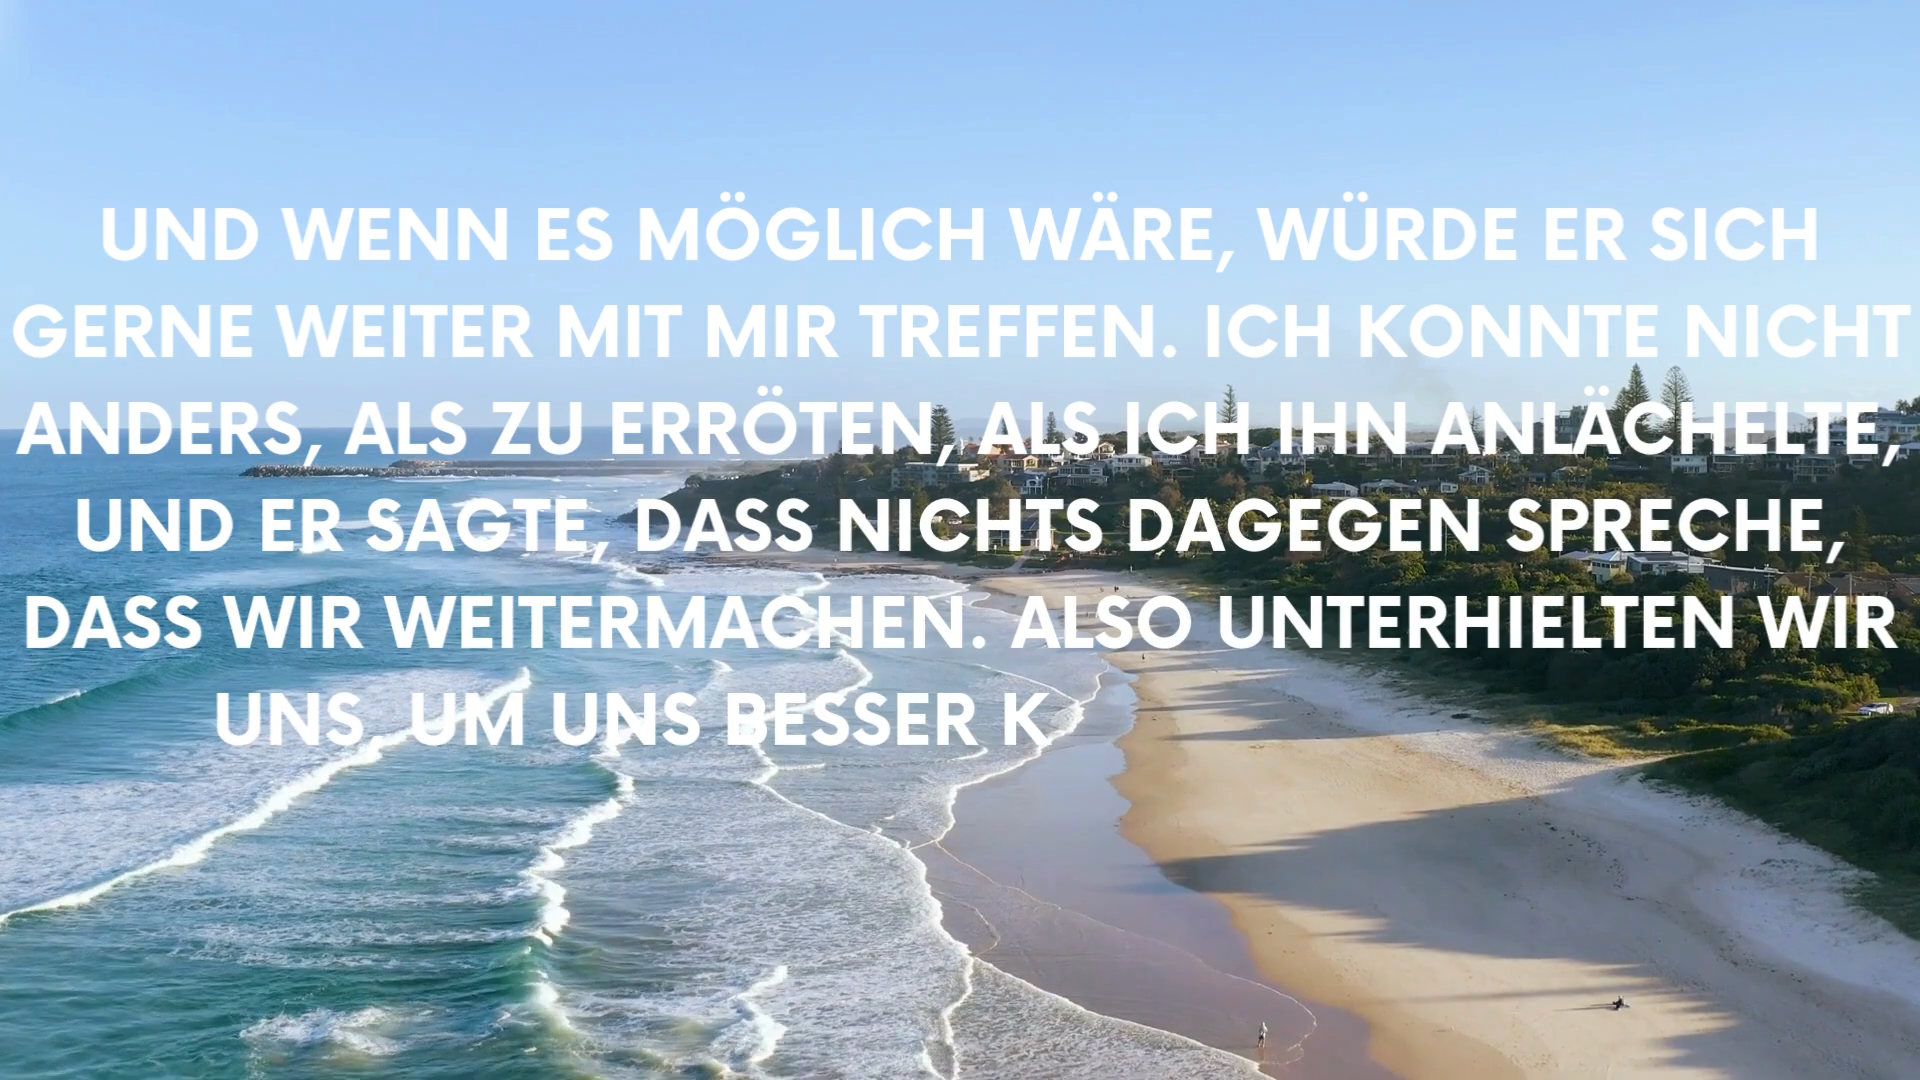 UND WENN ES MÖGLICH WÄRE, WÜRDE ER SICH
GERNE WEITER MIT MIR TREFFEN. ICH KONNTE NICHT
ANDERS, ALS ZU ERRÖTEN, ALS ICH IHN ANLÄCHELTE,
UND ER SAGTE, DASS NICHTS DAGEGEN SPRECHE,
DASS WIR WEITERMACHEN. ALSO UNTERHIELTEN WIR
UNS, UM UNS BESSER K